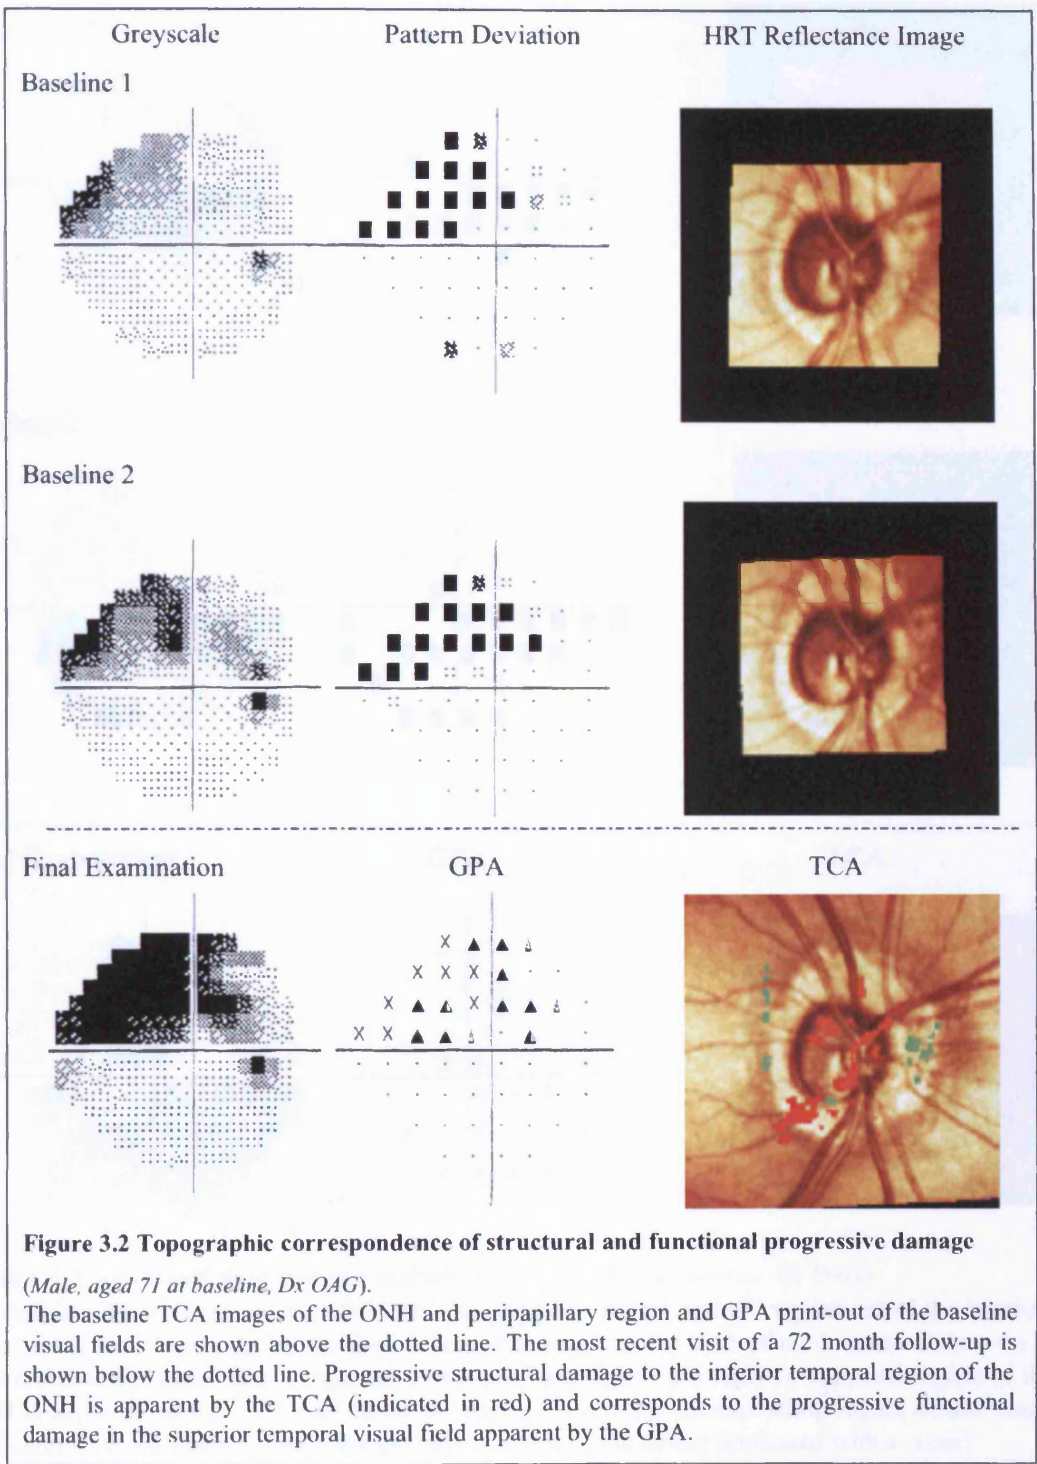 Greyscale Pattern Deviation HRT Reflectance Image
Baseline 1
Baseline 2
Final Examination GPA TCA
Figure 3.2 Topographic correspondence of structural and functional progressive damage
(Male, aged 71 at baseline, Dx OAG).
The baseline TCA images of the ONH and peripapillary region and GPA print-out of the baseline
visual fields are shown above the dotted line. The most recent visit of a 72 month follow-up is
shown below the dotted line. Progressive structural damage to the inferior temporal region of the
ONH is apparent by the TCA (indicated in red) and corresponds to the progressive functional
damage in the superior temporal visual field apparent by the GPA.